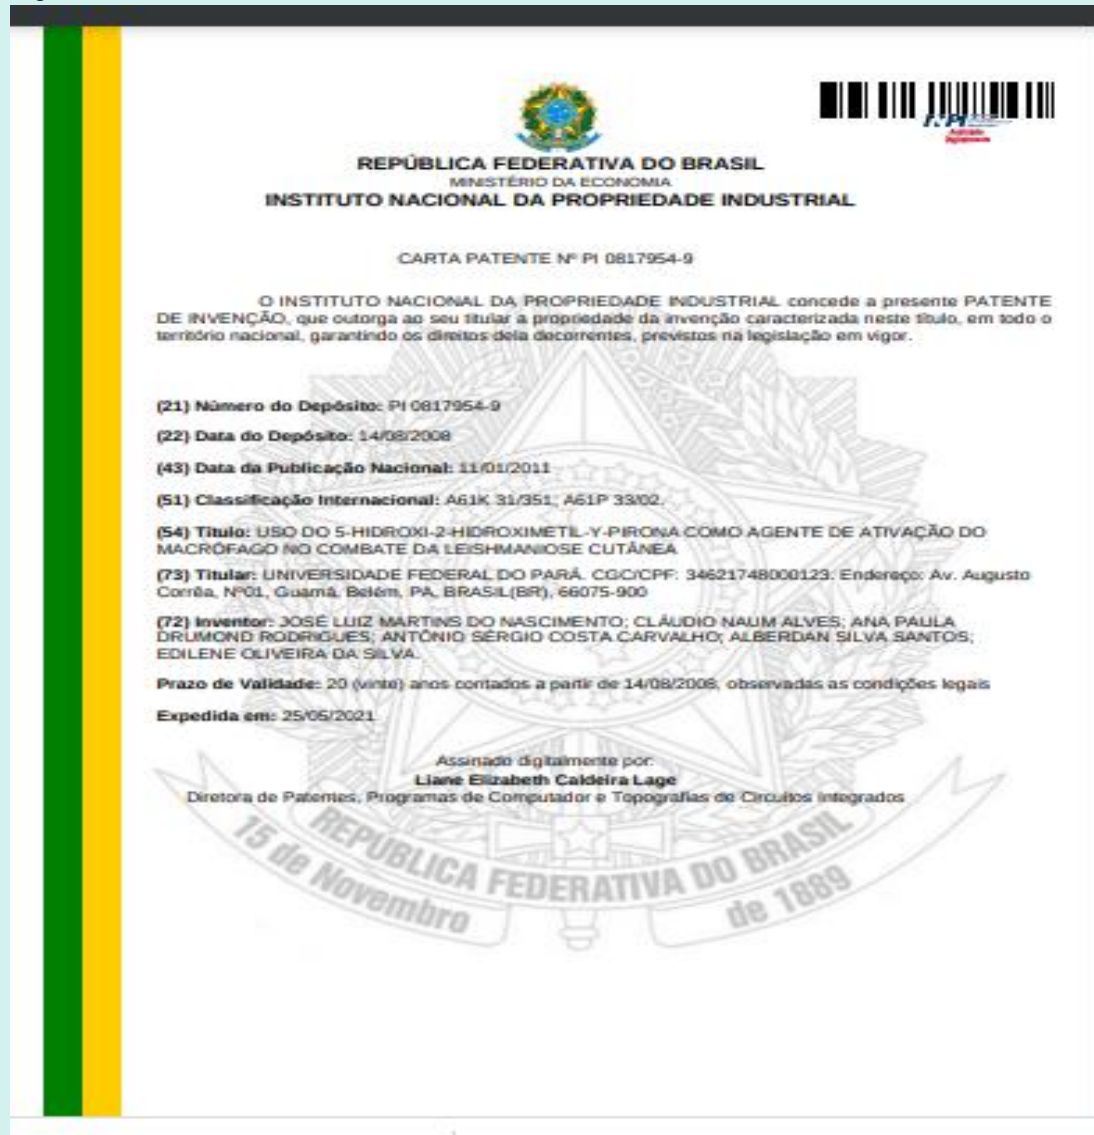 REPÚBLICA FEDERATIVA DO BRASIL
MINISTÉRIO DA ECONOMIA
INSTITUTO NACIONAL DA PROPRIEDADE INDUSTRIAL
CARTA PATENTE Nº PI 0817954-9
O INSTITUTO NACIONAL DA PROPRIEDADE INDUSTRIAL concede a presente PATENTE
DE INVENÇÃO, que outorga ao seu titular a propriedade da invenção caracterizada neste título, em todo o
território nacional, garantindo os direitos dela decorrentes, previstos na legislação em vigor.
(21) Número do Depósito: PI 0817954-9
(22) Data do Depósito: 14/08/2008
(43) Data da Publicação Nacional: 11/01/2011
(51) Classificação Internacional: A61K 31/351; A61P 33/02.
(54) Título: USO DO 5-HIDROXI-2-HIDROXIMETIL-Y-PIRONA COMO AGENTE DE ATIVAÇÃO DO
MACRÓFAGO NO COMBATE DA LEISHMANIOSE CUTÂNEA
(73) Titular: UNIVERSIDADE FEDERAL DO PARÁ. CGC/CPF: 34621748000123. Endereço: Av. Augusto
Corrêa, Nº01, Guamá, Belém, PA, BRASIL(BR), 66075-900
(72) Inventor: JOSÉ LUIZ MARTINS DO NASCIMENTO; CLÁUDIO NAUM ALVES; ANA PAULA
DRUMOND RODRIGUES; ANTÔNIO SÉRGIO COSTA CARVALHO; ALBERDAN SILVA SANTOS;
EDILENE OLIVEIRA DA SILVA.
Prazo de Validade: 20 (vinte) anos contados a partir de 14/08/2008, observadas as condições legais
Expedida em: 25/05/2021
Assinado digitalmente por:
Liane Elizabeth Caldeira Lage
Diretora de Patentes, Programas de Computador e Topografias de Circuitos Integrados
REPÚBLICA FEDERATIVA DO BRASIL
15 de Novembro
de 1889